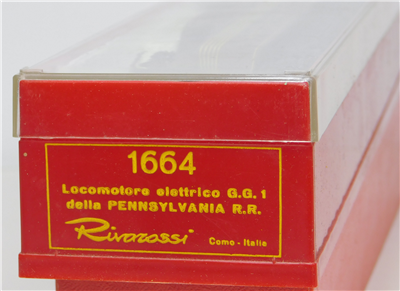 1664
Locomotore elettrico G.G.1
della PENNSYLVANIA R.R.
Rivarossi Como - Italia